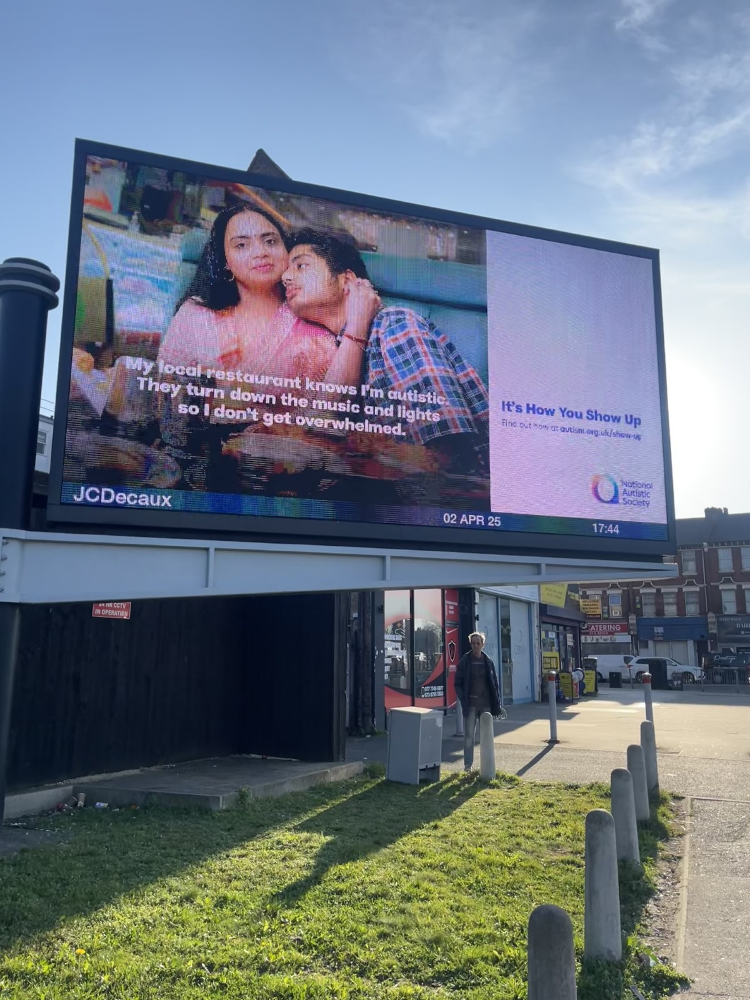 My local restaurant knows I'm autistic.
They turn down the music and lights
so I don't get overwhelmed.
It's How You Show Up
Find out how at autism.org.uk/show-up
National
Autistic
Society
JCDecaux
02 APR 25
17:44
24 HR CCTV
IN OPERATION
CATERING